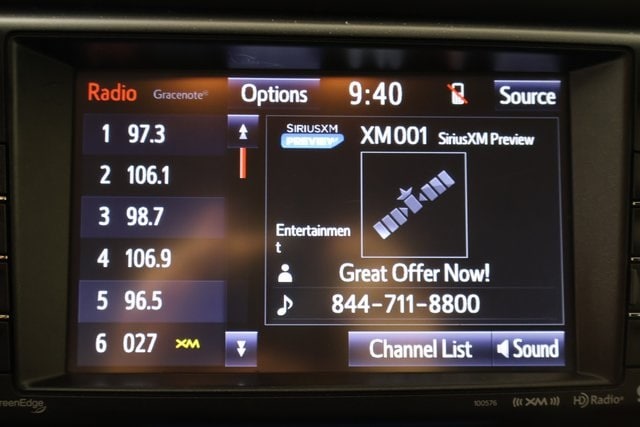 Radio Gracenote® Options 9:40 Source
1 97.3
2 106.1
3 98.7
4 106.9
5 96.5
6 027 XM
SIRIUSXM
PREVIEW
XM001 SiriusXM Preview
Entertainmen
t
Great Offer Now!
844-711-8800
Channel List Sound
reenEdge 100576 XM HD Radio®